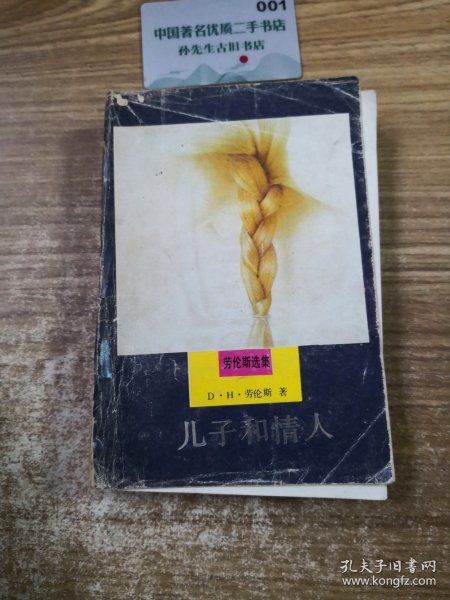 001
中国著名优质二手书店
孙先生古旧书店
劳伦斯选集
D·H·劳伦斯 著
儿子和情人
孔夫子旧书网
www.kongfz.com